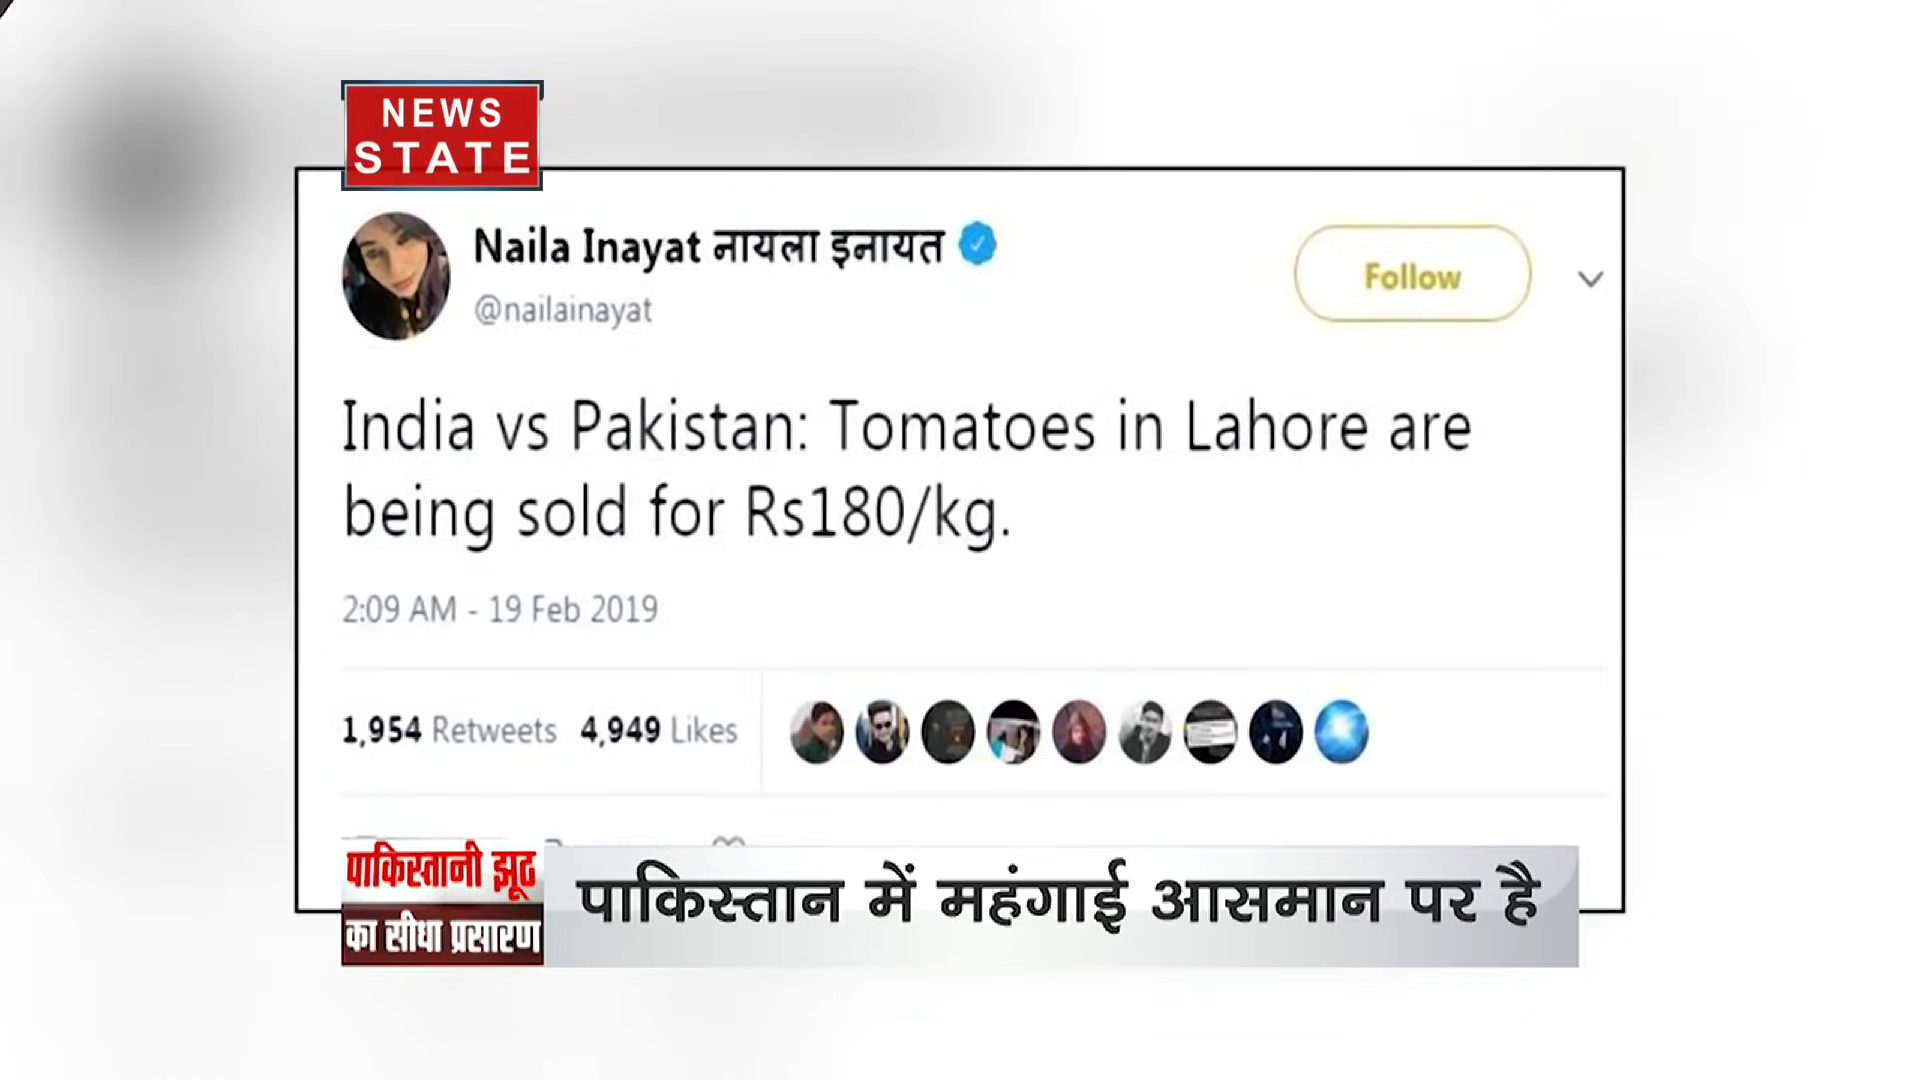 NEWS
STATE
Naila Inayat नायला इनायत
@nailainayat
Follow
India vs Pakistan: Tomatoes in Lahore are
being sold for Rs180/kg.
2:09 AM - 19 Feb 2019
1,954 Retweets 4,949 Likes
पाकिस्तानी झूठ
का सीधा प्रसारण
पाकिस्तान में महंगाई आसमान पर है